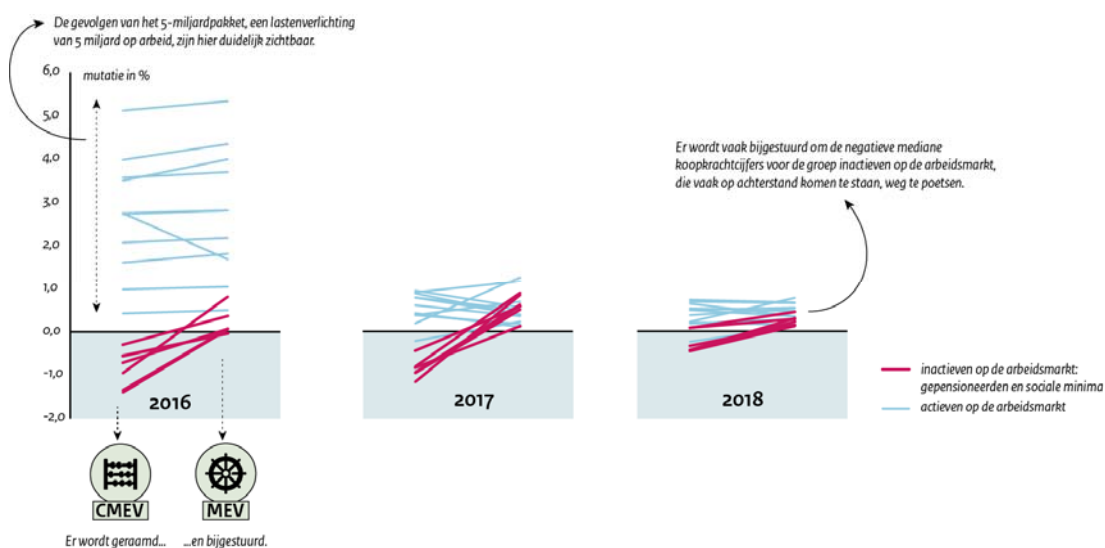 De gevolgen van het 5-miljardpakket, een lastenverlichting
van 5 miljard op arbeid, zijn hier duidelijk zichtbaar.
6,0
mutatie in %
5,0
4,0
3,0
2,0
1,0
0,0
-1,0
-2,0
Er wordt vaak bijgestuurd om de negatieve mediane
koopkrachtcijfers voor de groep inactieven op de arbeidsmarkt,
die vaak op achterstand komen te staan, weg te poetsen.
2016
2017
2018
inactieven op de arbeidsmarkt:
gepensioneerden en sociale minima
actieven op de arbeidsmarkt
CMEV
MEV
Er wordt geraamd...
...en bijgestuurd.